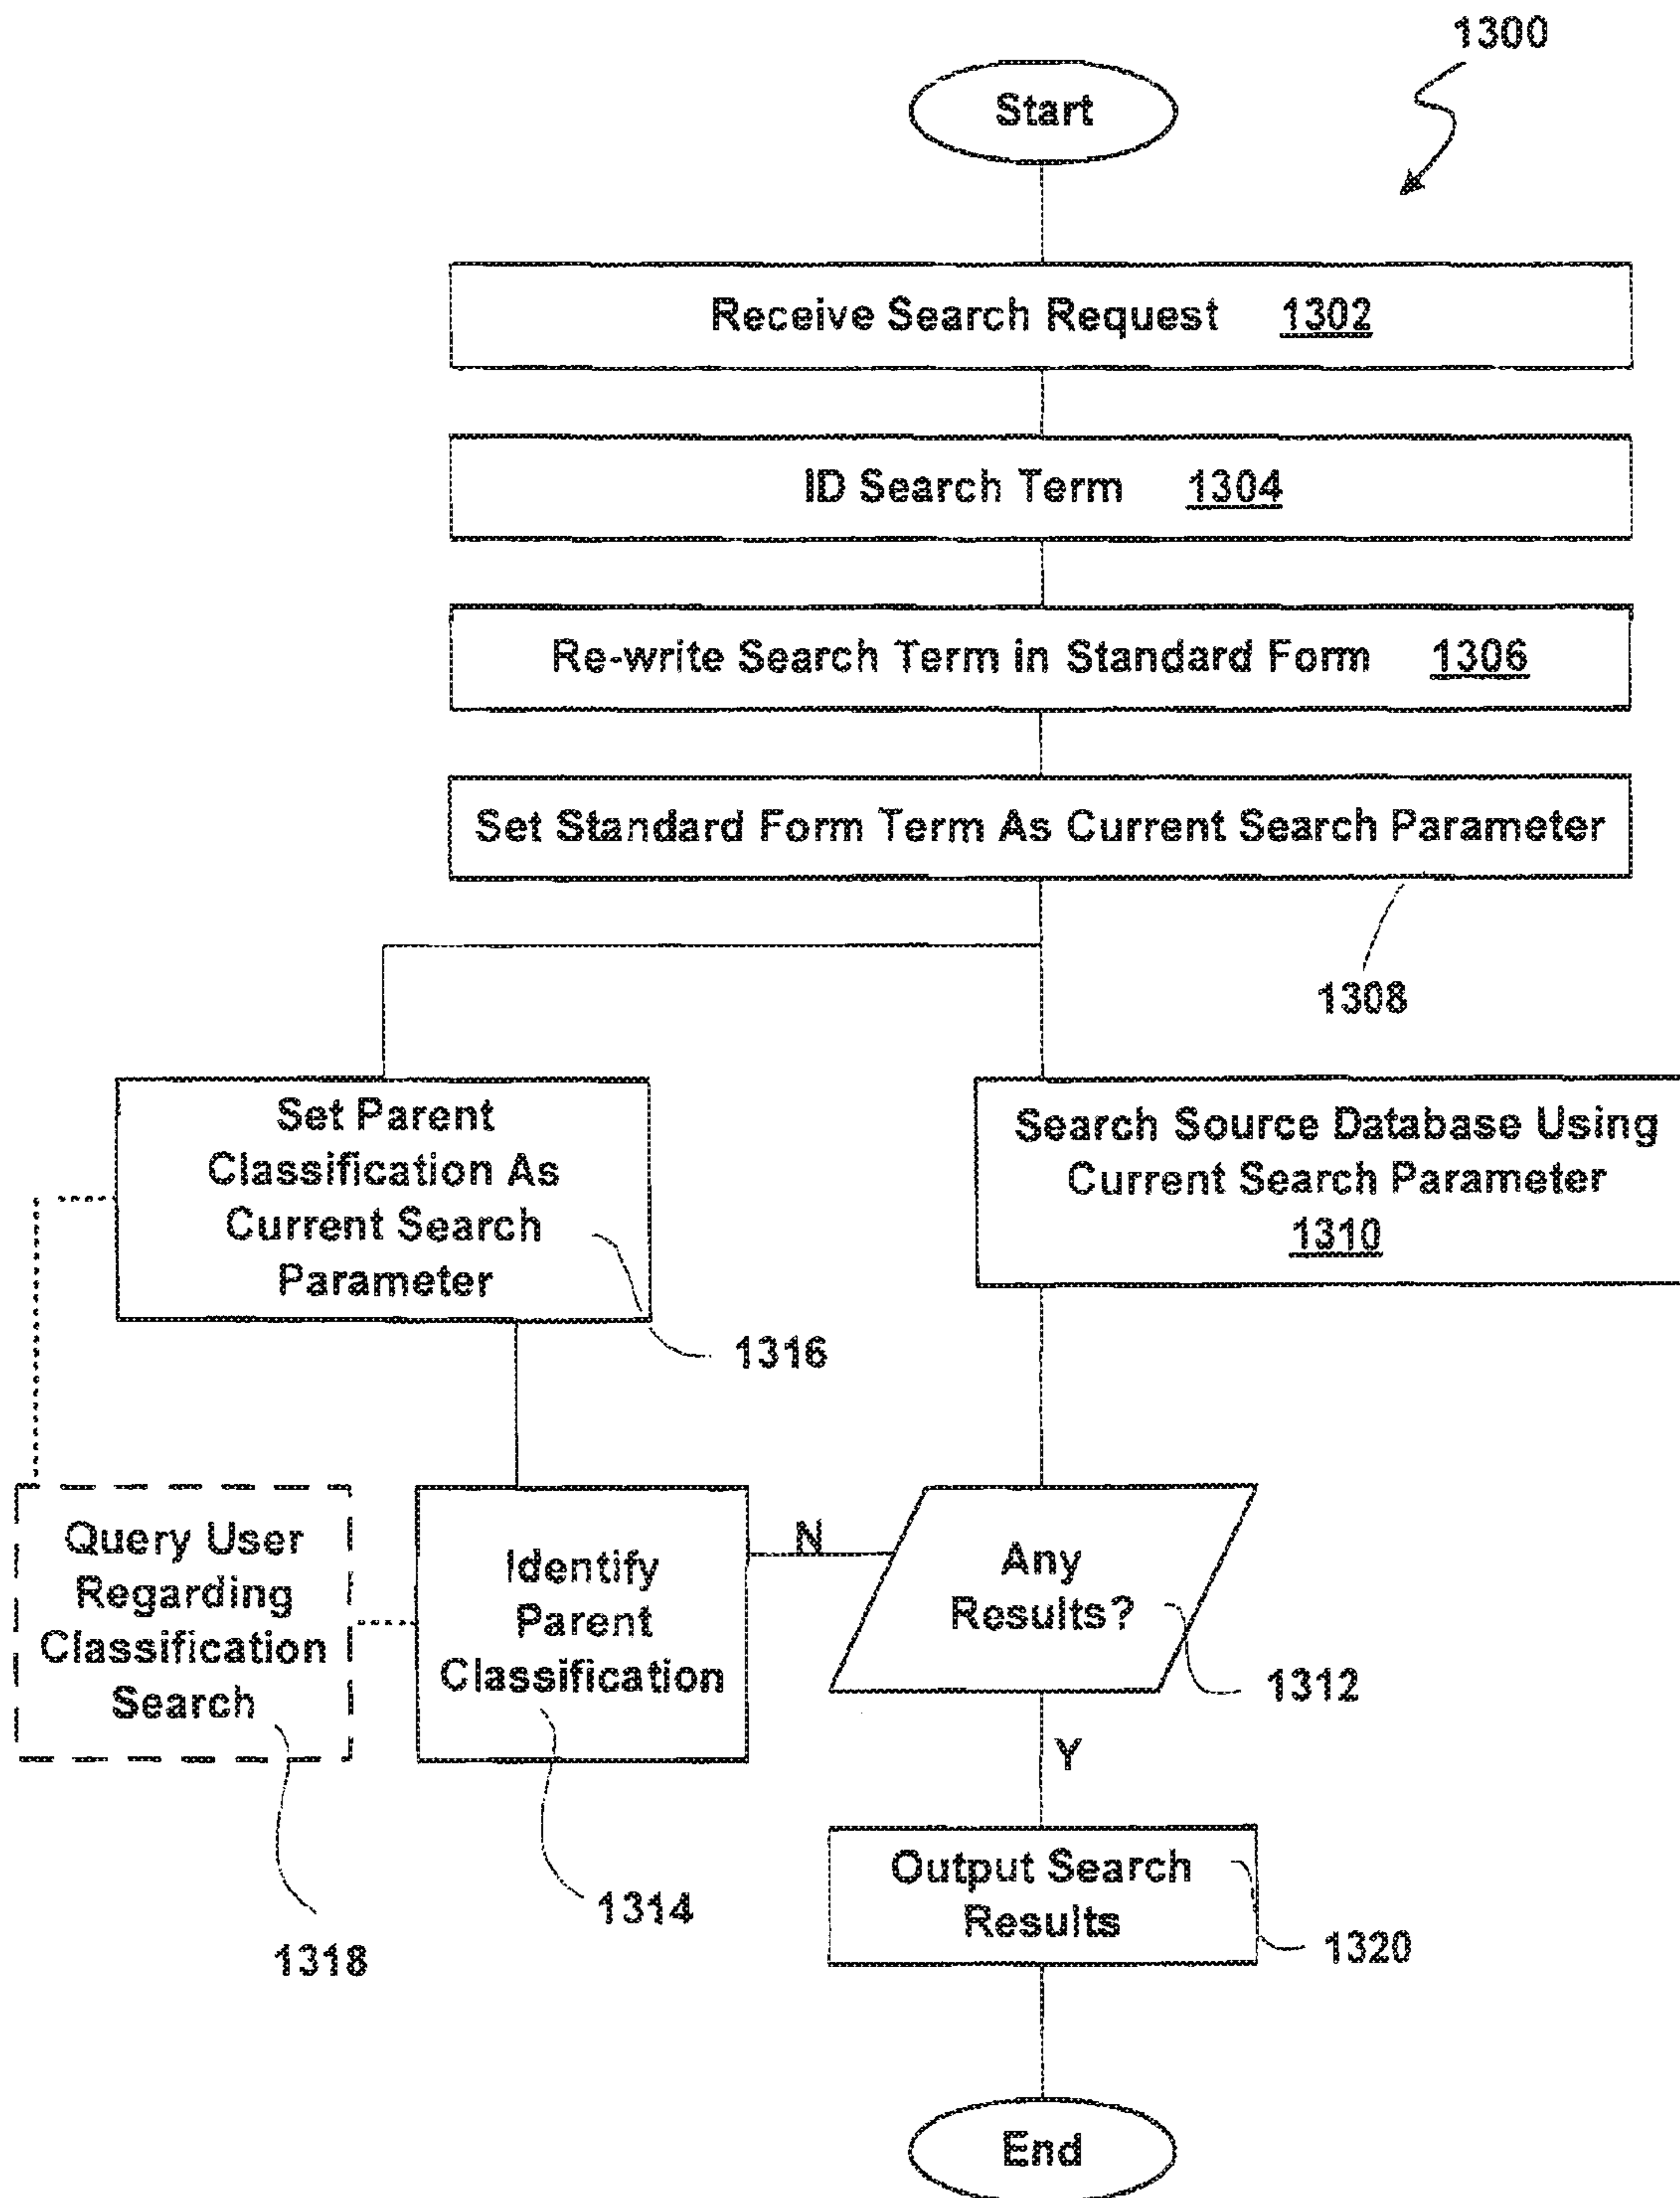 1300
Start
Receive Search Request 1302
ID Search Term 1304
Re-write Search Term in Standard Form 1306
Set Standard Form Term As Current Search Parameter
1308
Set Parent
Classification As
Current Search
Parameter
1316
Search Source Database Using
Current Search Parameter
1310
Query User
Regarding
Classification
Search
1318
Identify
Parent
Classification
1314
N
Any
Results?
1312
Y
Output Search
Results
1320
End